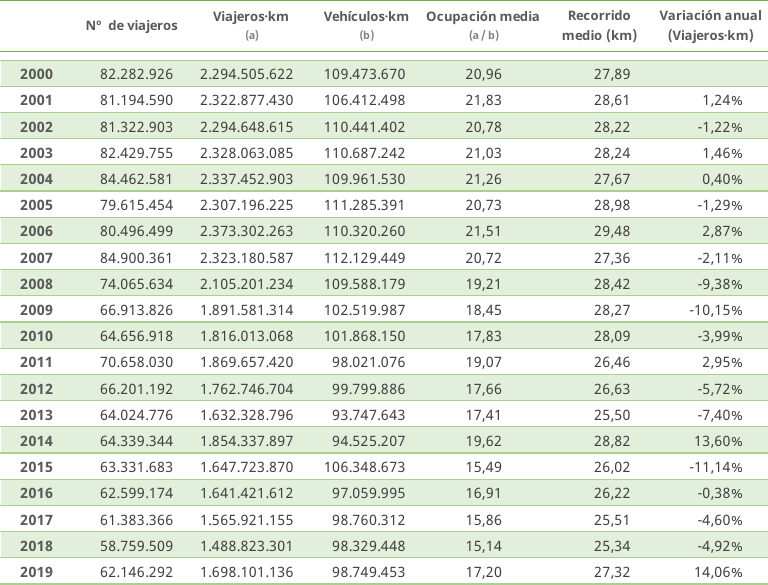 Nº de viajeros Viajeros·km (a) Vehículos·km (b) Ocupación media (a / b) Recorrido medio (km) Variación anual (Viajeros·km)
2000 82.282.926 2.294.505.622 109.473.670 20,96 27,89
2001 81.194.590 2.322.877.430 106.412.498 21,83 28,61 1,24%
2002 81.322.903 2.294.648.615 110.441.402 20,78 28,22 -1,22%
2003 82.429.755 2.328.063.085 110.687.242 21,03 28,24 1,46%
2004 84.462.581 2.337.452.903 109.961.530 21,26 27,67 0,40%
2005 79.615.454 2.307.196.225 111.285.391 20,73 28,98 -1,29%
2006 80.496.499 2.373.302.263 110.320.260 21,51 29,48 2,87%
2007 84.900.361 2.323.180.587 112.129.449 20,72 27,36 -2,11%
2008 74.065.634 2.105.201.234 109.588.179 19,21 28,42 -9,38%
2009 66.913.826 1.891.581.314 102.519.987 18,45 28,27 -10,15%
2010 64.656.918 1.816.013.068 101.868.150 17,83 28,09 -3,99%
2011 70.658.030 1.869.657.420 98.021.076 19,07 26,46 2,95%
2012 66.201.192 1.762.746.704 99.799.886 17,66 26,63 -5,72%
2013 64.024.776 1.632.328.796 93.747.643 17,41 25,50 -7,40%
2014 64.339.344 1.854.337.897 94.525.207 19,62 28,82 13,60%
2015 63.331.683 1.647.723.870 106.348.673 15,49 26,02 -11,14%
2016 62.599.174 1.641.421.612 97.059.995 16,91 26,22 -0,38%
2017 61.383.366 1.565.921.155 98.760.312 15,86 25,51 -4,60%
2018 58.759.509 1.488.823.301 98.329.448 15,14 25,34 -4,92%
2019 62.146.292 1.698.101.136 98.749.453 17,20 27,32 14,06%